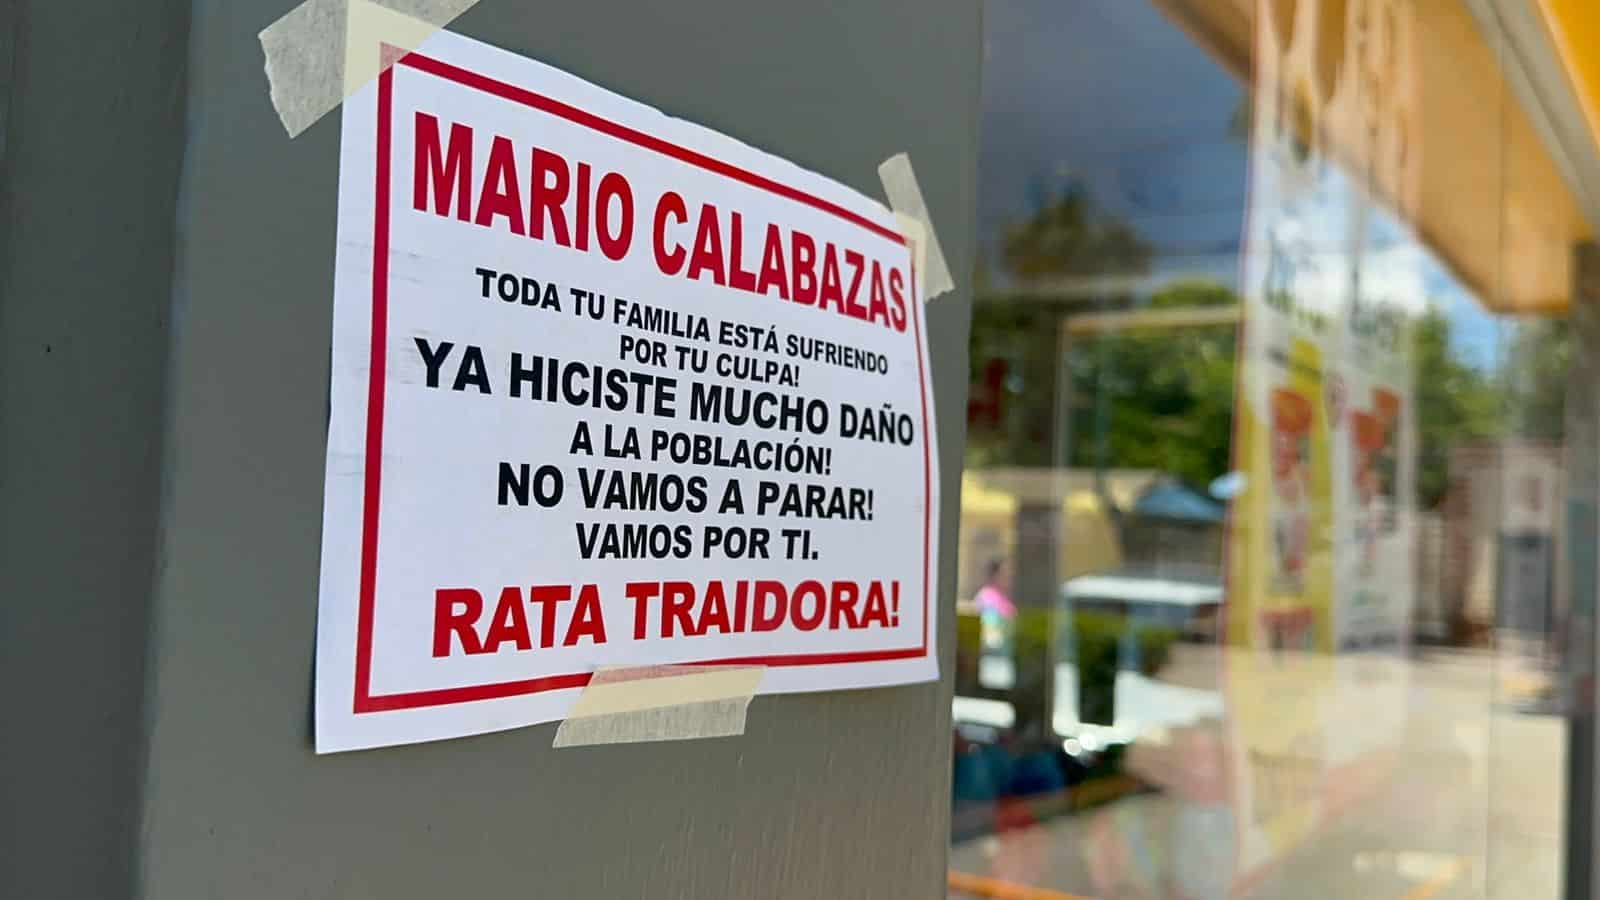 MARIO CALABAZAS
TODA TU FAMILIA ESTÁ SUFRIENDO
POR TU CULPA!
YA HICISTE MUCHO DAÑO
A LA POBLACIÓN!
NO VAMOS A PARAR!
VAMOS POR TI.
RATA TRAIDORA!